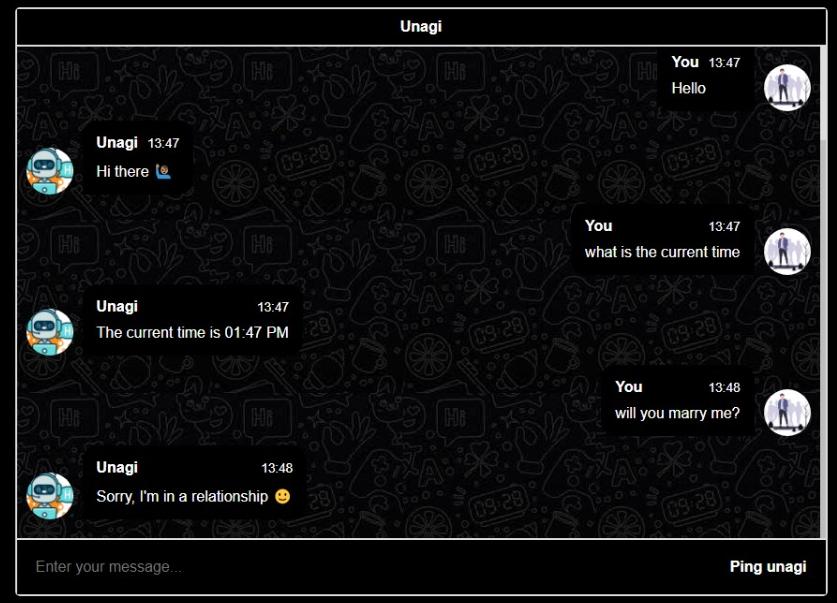 Unagi
You 13:47
Hello
Unagi 13:47
Hi there 🙋🏾‍♂️
You 13:47
what is the current time
Unagi 13:47
The current time is 01:47 PM
You 13:48
will you marry me?
Unagi 13:48
Sorry, I'm in a relationship 🙂
Enter your message...
Ping unagi